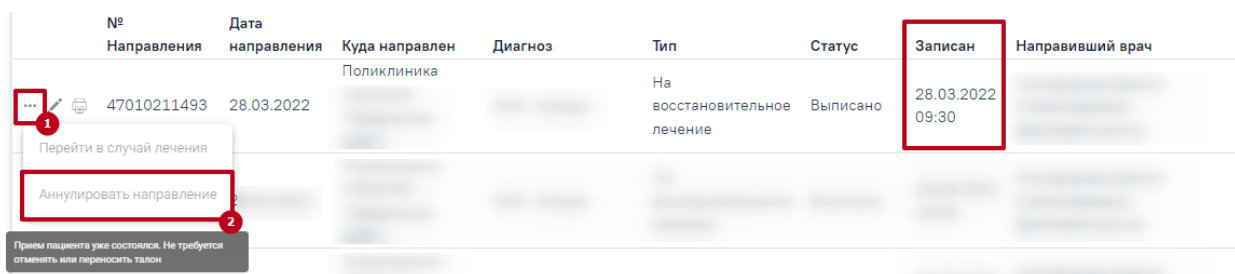 № Направления
Дата направления
Куда направлен
Диагноз
Тип
Статус
Записан
Направивший врач
47010211493
28.03.2022
Поликлиника
На
восстановительное
лечение
Выписано
28.03.2022
09:30
1
Перейти в случай лечения
Аннулировать направление
2
Прием пациента уже состоялся. Не требуется
отменять или переносить талон